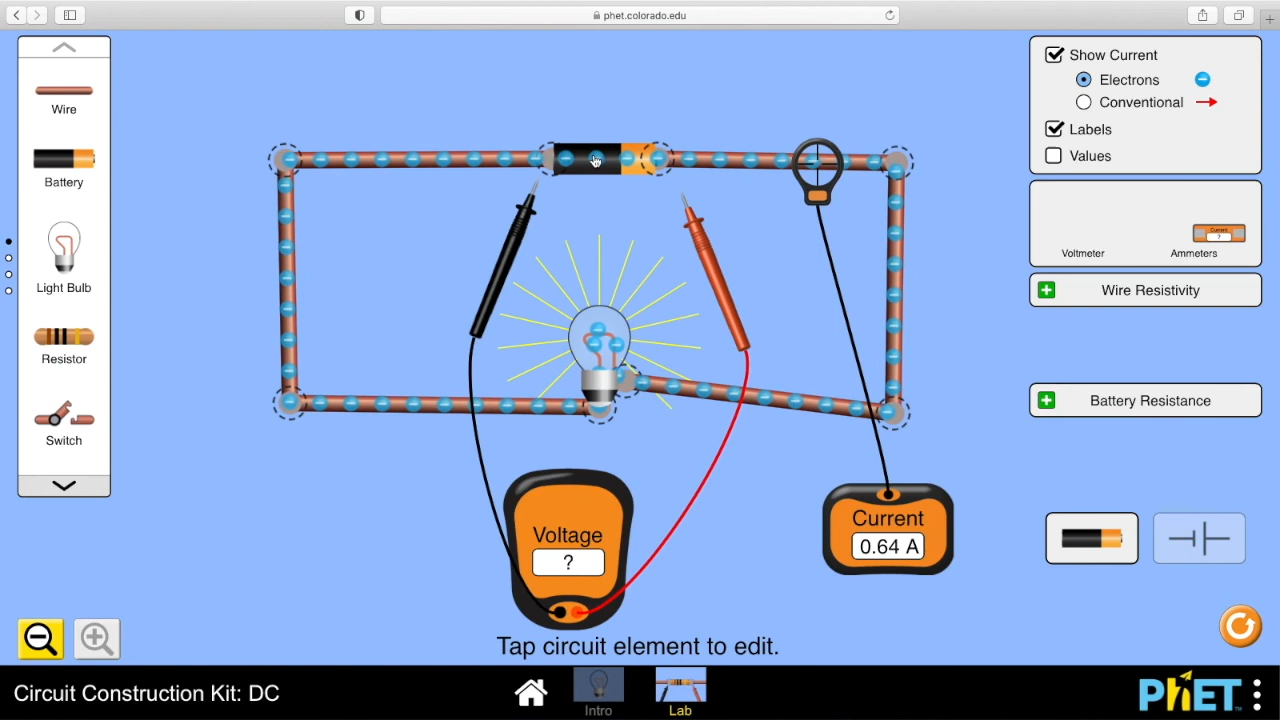 phet.colorado.edu
Wire
Battery
Light Bulb
Resistor
Switch
Show Current
Electrons
Conventional
Labels
Values
Current
?
Voltmeter
Ammeters
Wire Resistivity
Battery Resistance
Voltage
?
Current
0.64 A
Tap circuit element to edit.
Circuit Construction Kit: DC
Intro
Lab
PhET